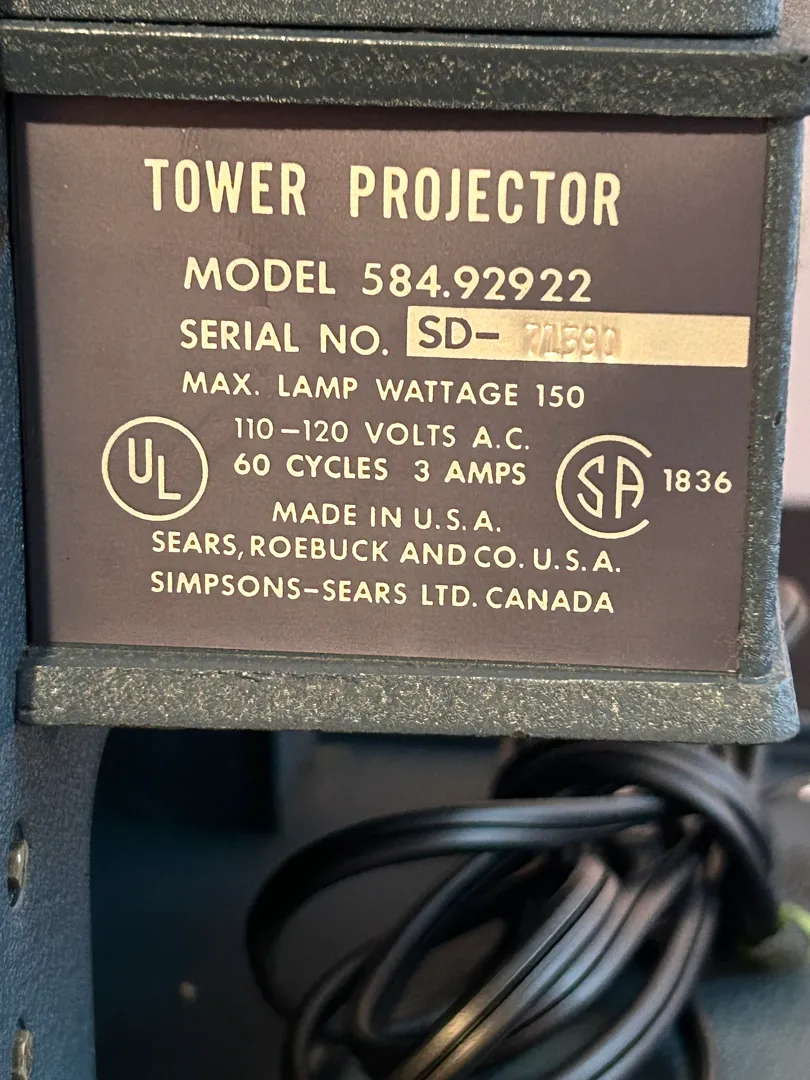 TOWER PROJECTOR
MODEL 584.92922
SERIAL NO. SD- 71390
MAX. LAMP WATTAGE 150
110-120 VOLTS A.C.
60 CYCLES 3 AMPS
UL
SA 1836
MADE IN U.S.A.
SEARS, ROEBUCK AND CO. U.S.A.
SIMPSONS-SEARS LTD. CANADA